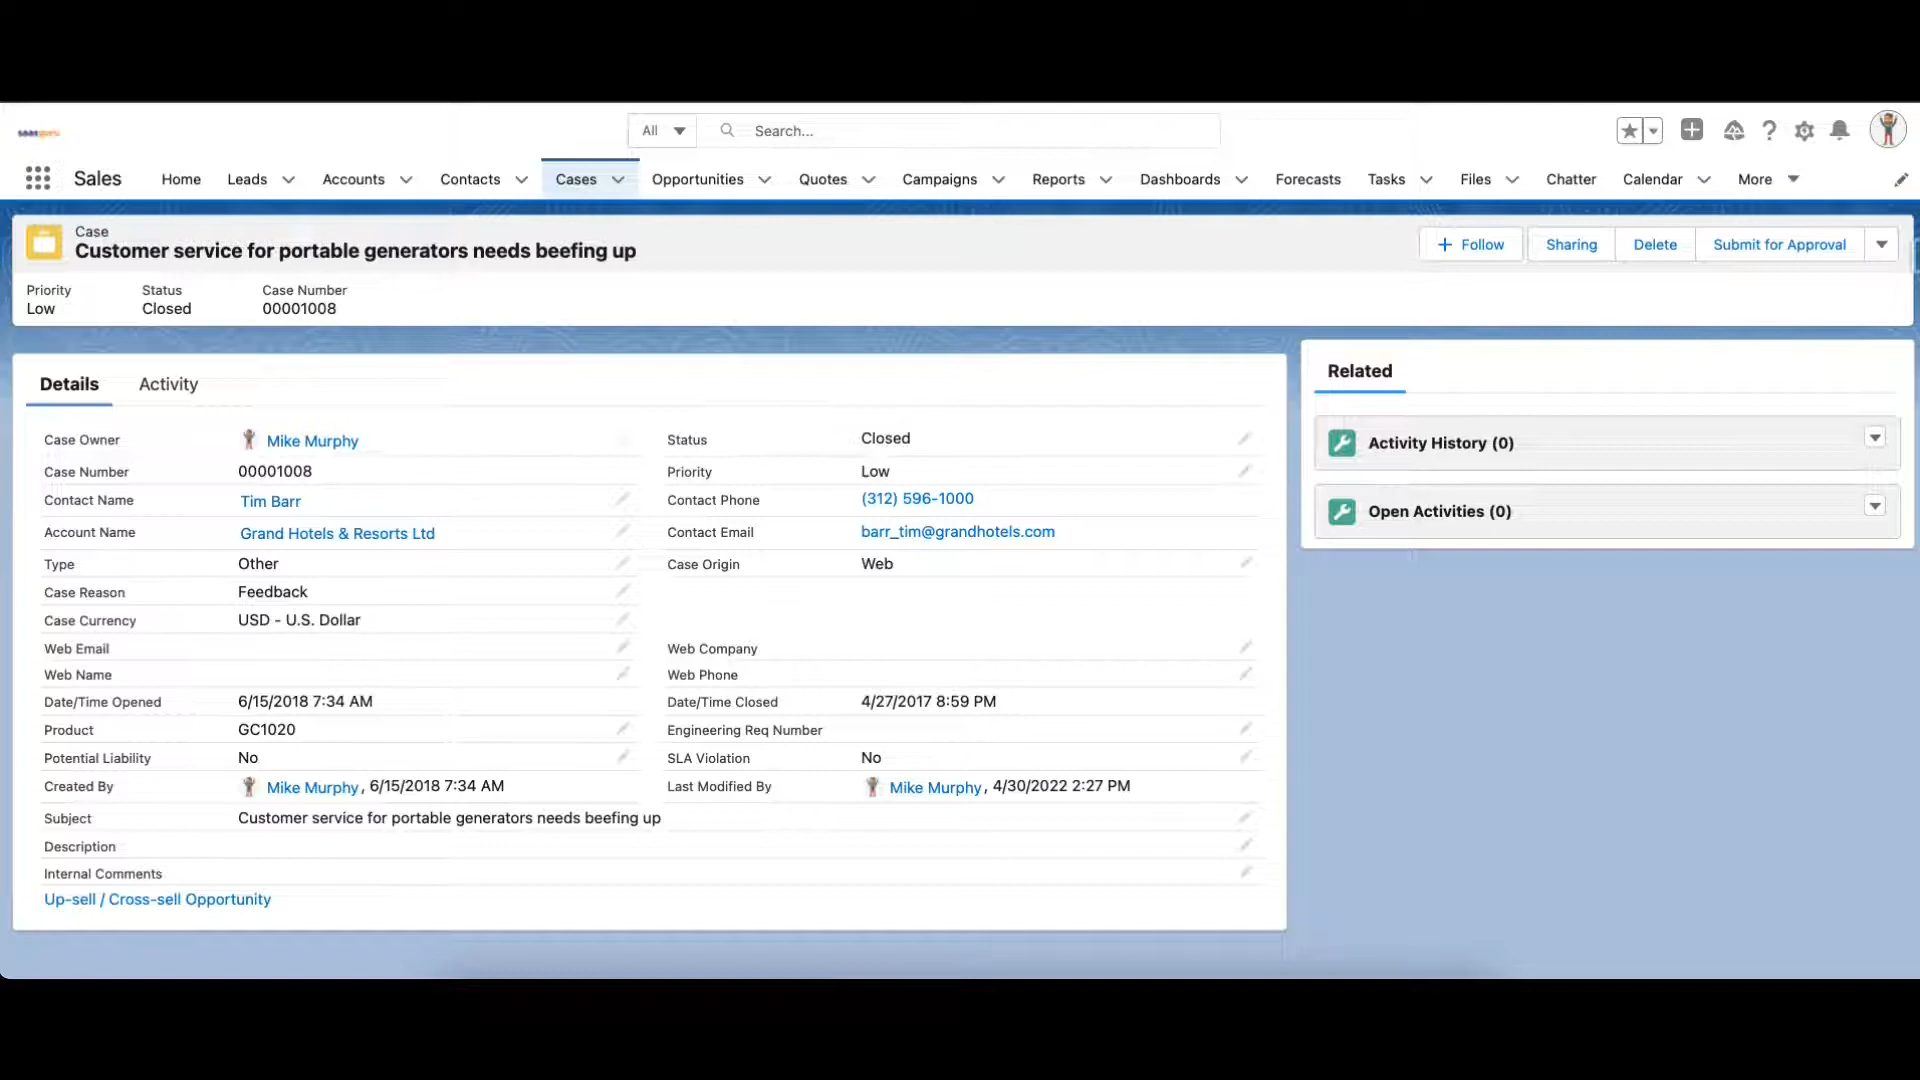 saasguru
All
Search...
Sales
Home
Leads
Accounts
Contacts
Cases
Opportunities
Quotes
Campaigns
Reports
Dashboards
Forecasts
Tasks
Files
Chatter
Calendar
More
Case
Customer service for portable generators needs beefing up
Follow
Sharing
Delete
Submit for Approval
Priority
Low
Status
Closed
Case Number
00001008
Details
Activity
Case Owner
Mike Murphy
Status
Closed
Case Number
00001008
Priority
Low
Contact Name
Tim Barr
Contact Phone
(312) 596-1000
Account Name
Grand Hotels & Resorts Ltd
Contact Email
barr_tim@grandhotels.com
Type
Other
Case Origin
Web
Case Reason
Feedback
Case Currency
USD - U.S. Dollar
Web Email
Web Company
Web Name
Web Phone
Date/Time Opened
6/15/2018 7:34 AM
Date/Time Closed
4/27/2017 8:59 PM
Product
GC1020
Engineering Req Number
Potential Liability
No
SLA Violation
No
Created By
Mike Murphy, 6/15/2018 7:34 AM
Last Modified By
Mike Murphy, 4/30/2022 2:27 PM
Subject
Customer service for portable generators needs beefing up
Description
Internal Comments
Up-sell / Cross-sell Opportunity
Related
Activity History (0)
Open Activities (0)